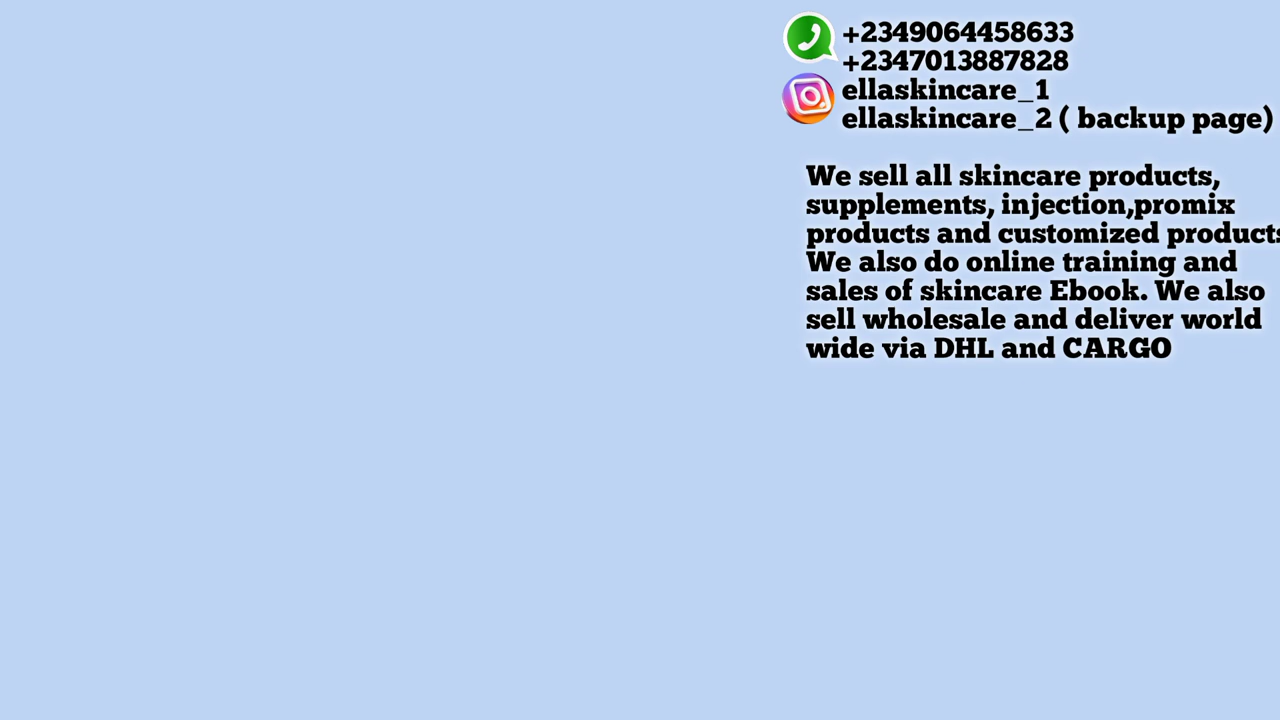 +2349064458633
+2347013887828
ellaskincare_1
ellaskincare_2 ( backup page)
We sell all skincare products,
supplements, injection,promix
products and customized products
We also do online training and
sales of skincare Ebook. We also
sell wholesale and deliver world
wide via DHL and CARGO